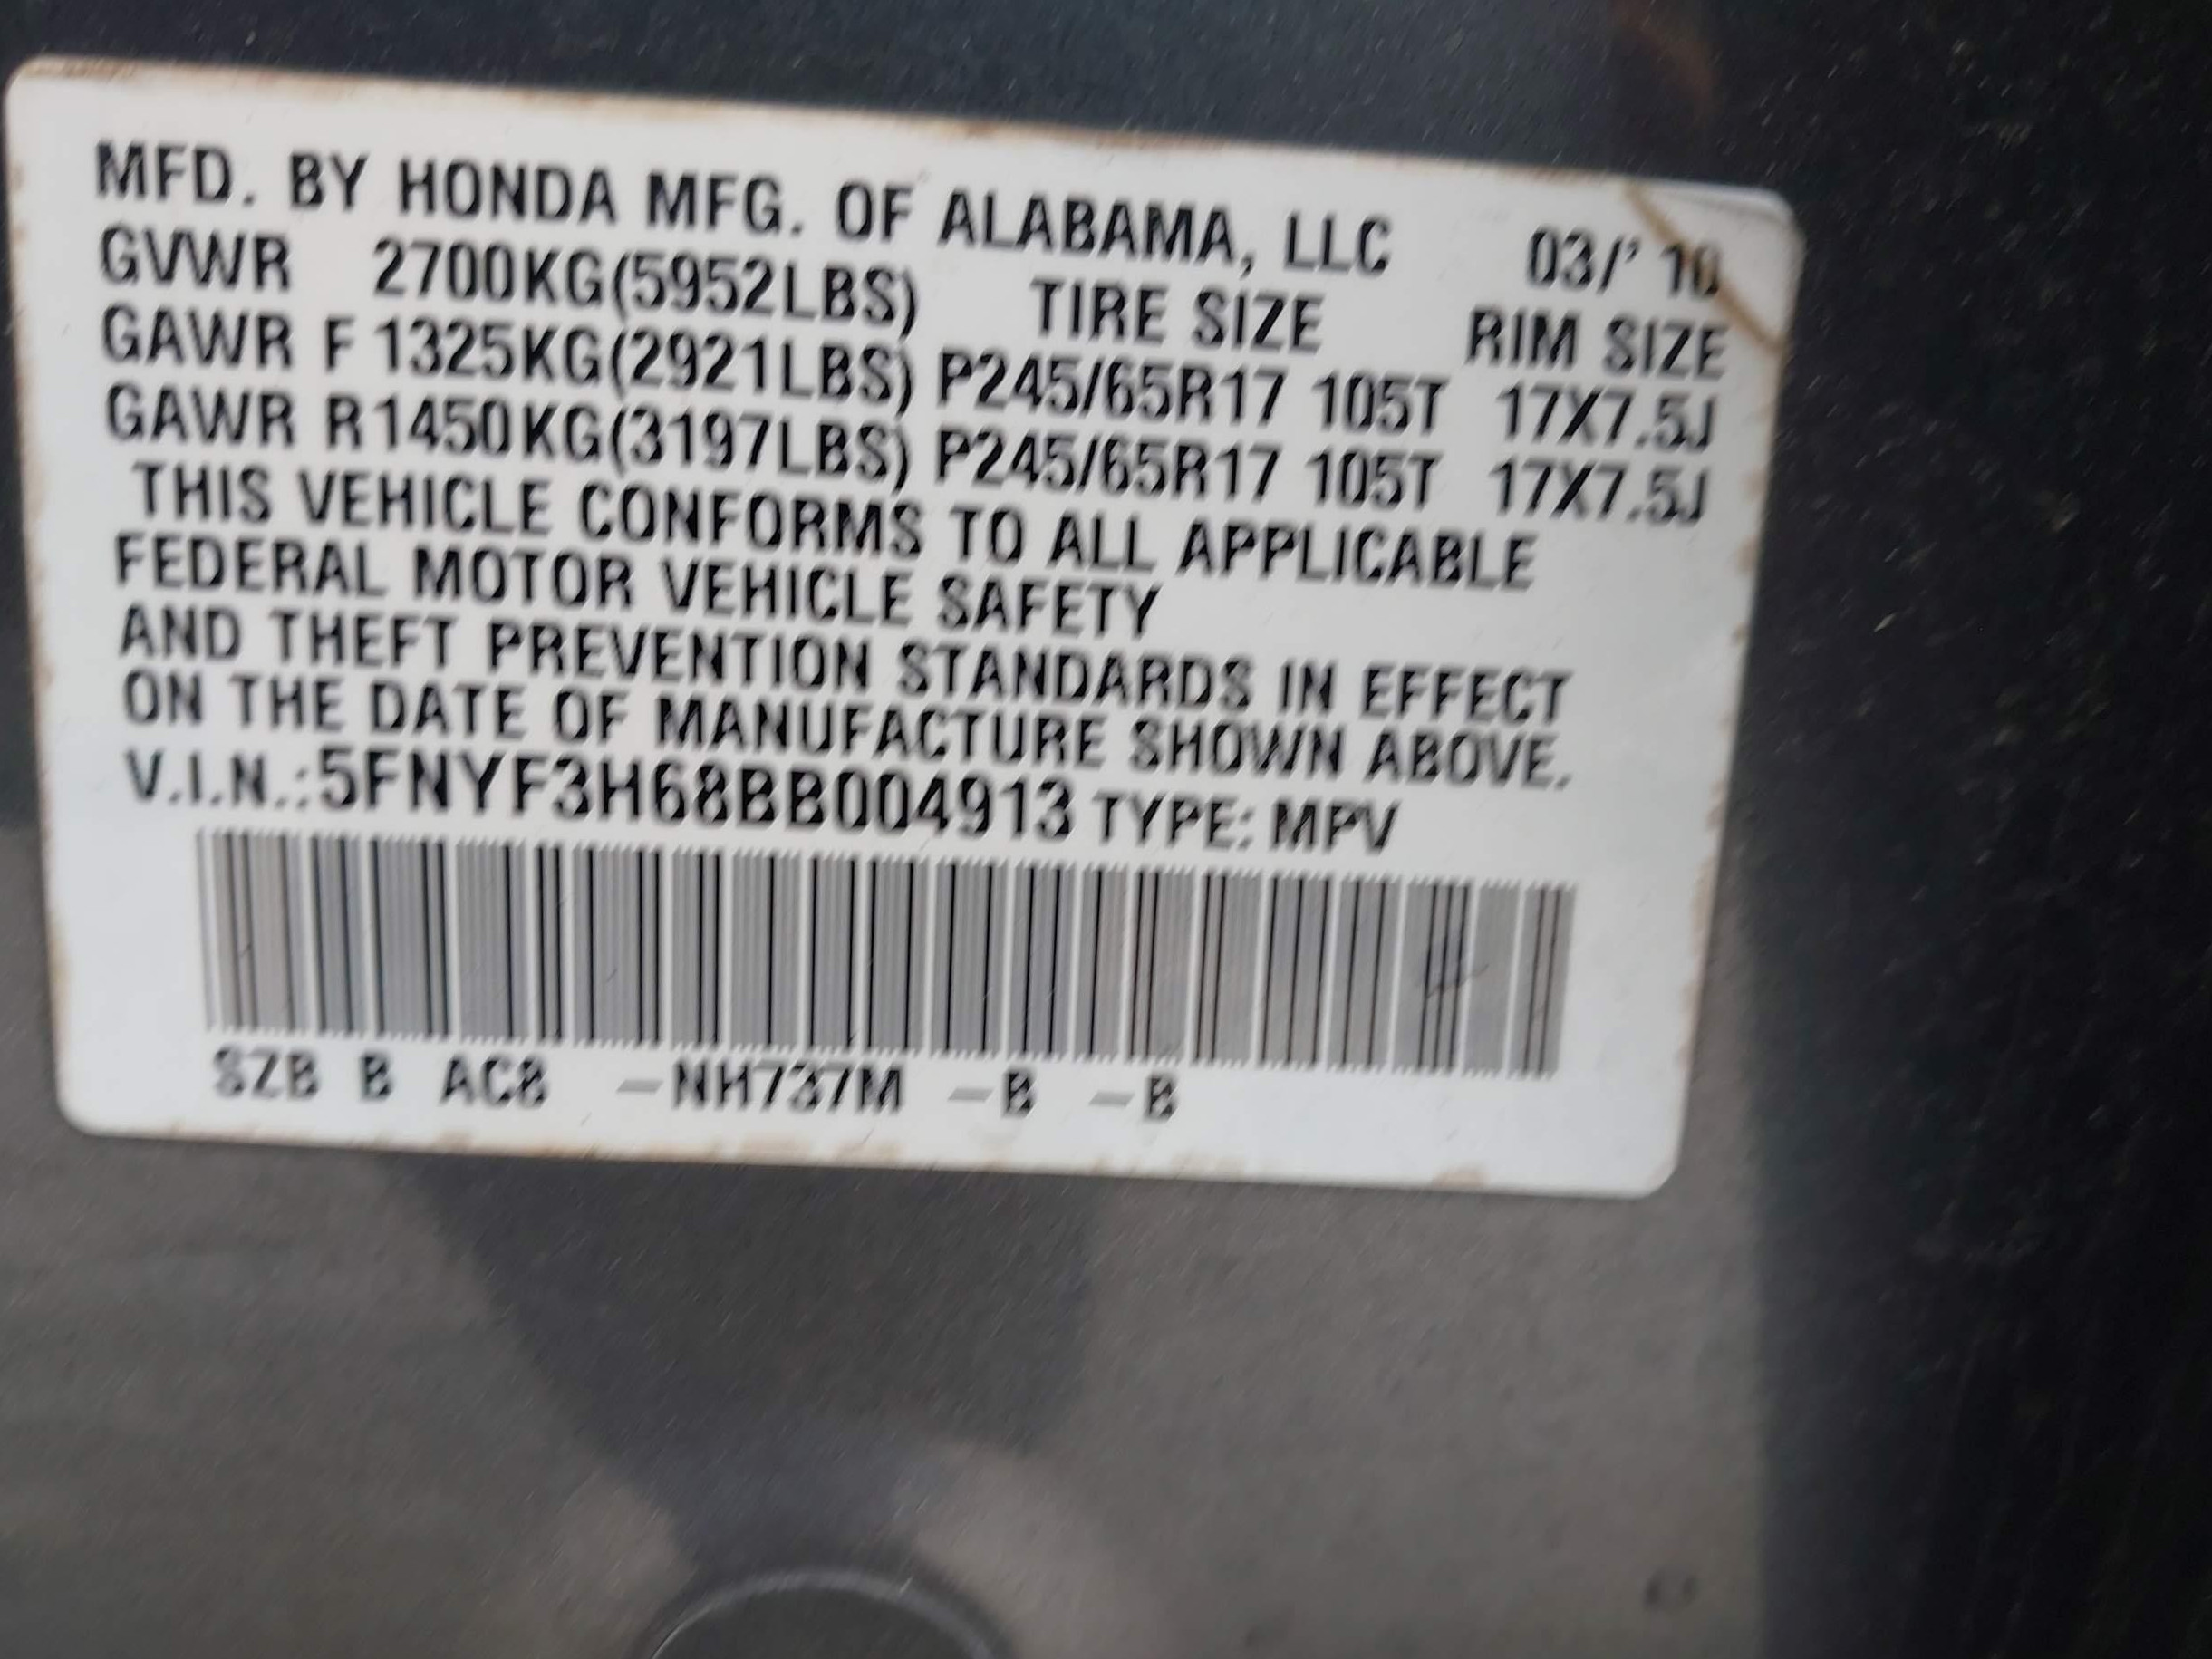 MFD. BY HONDA MFG. OF ALABAMA, LLC 03/' 10
GVWR 2700KG(5952LBS) TIRE SIZE RIM SIZE
GAWR F 1325KG(2921LBS) P245/65R17 105T 17X7.5J
GAWR R 1450KG(3197LBS) P245/65R17 105T 17X7.5J
THIS VEHICLE CONFORMS TO ALL APPLICABLE
FEDERAL MOTOR VEHICLE SAFETY
AND THEFT PREVENTION STANDARDS IN EFFECT
ON THE DATE OF MANUFACTURE SHOWN ABOVE.
V.I.N.:5FNYF3H68BB004913 TYPE: MPV
SZB B AC8 -NH737M -B -B